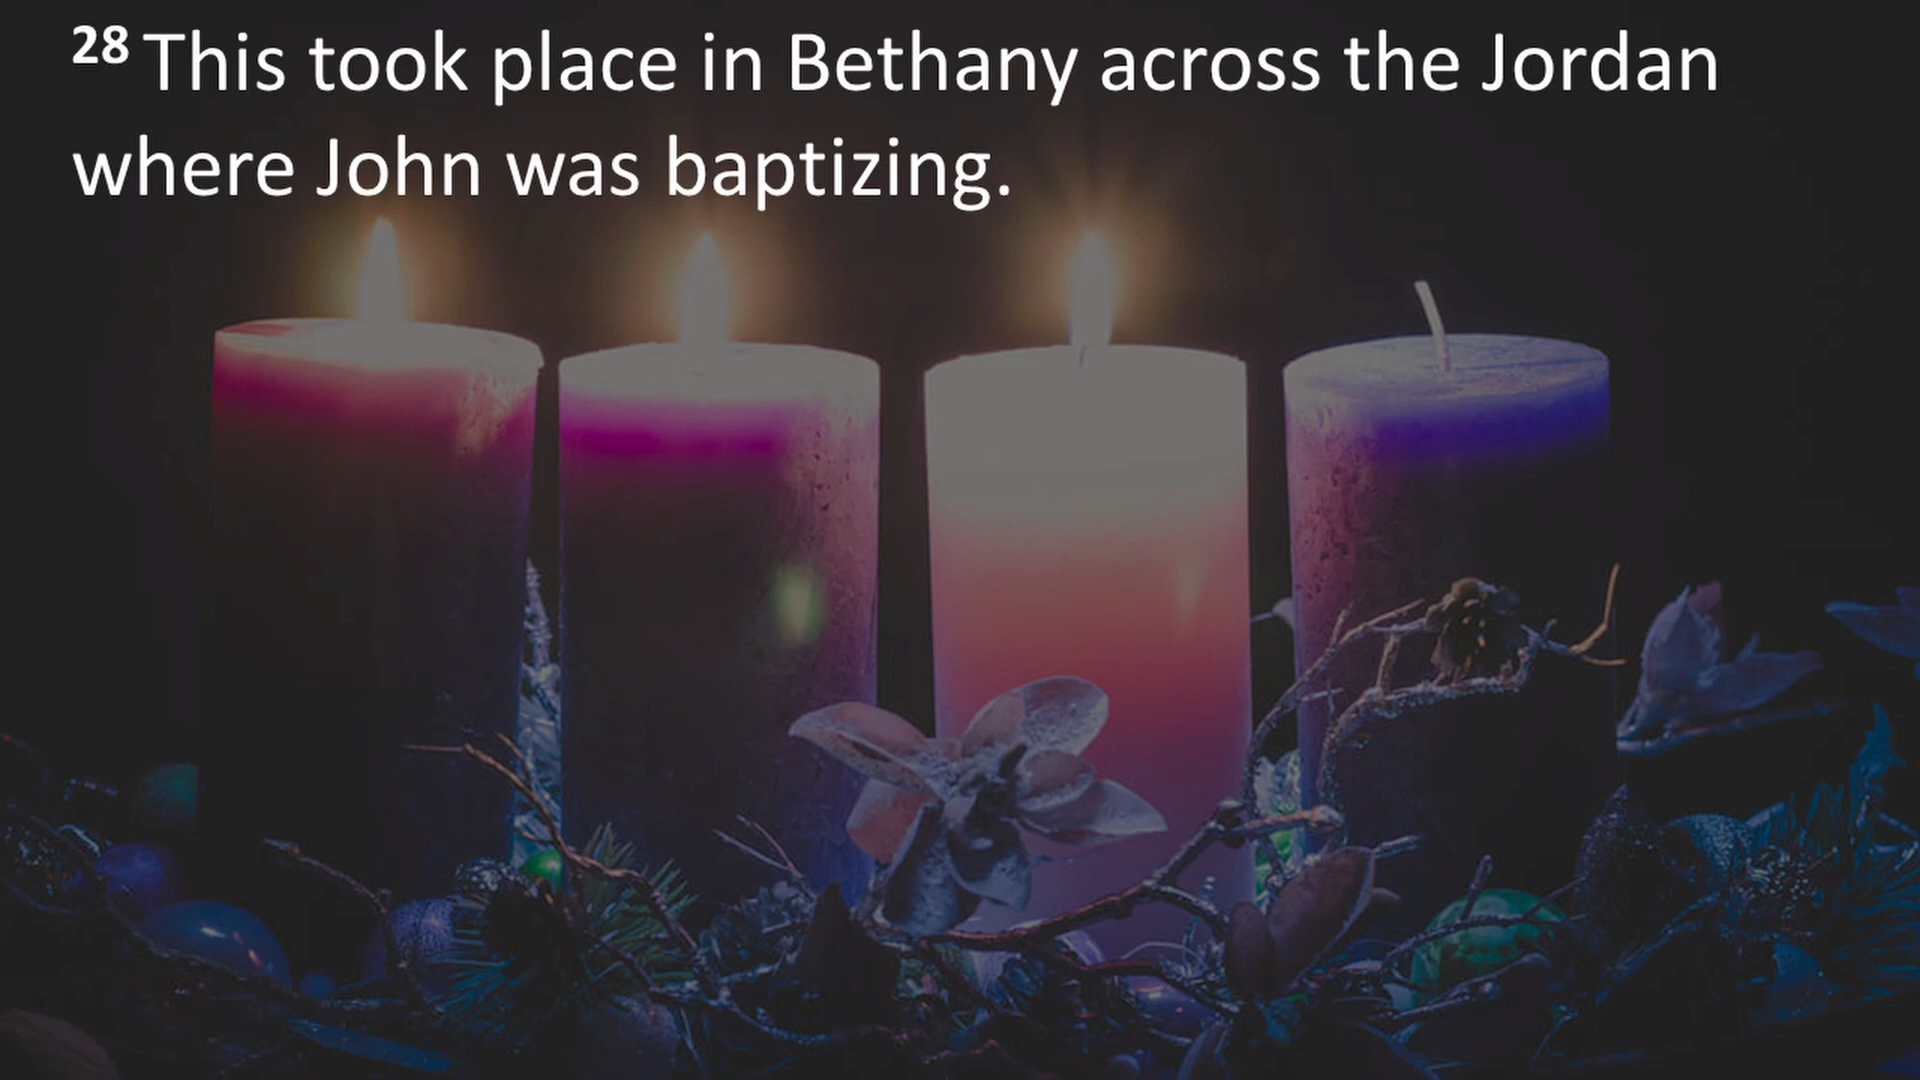 28 This took place in Bethany across the Jordan
where John was baptizing.